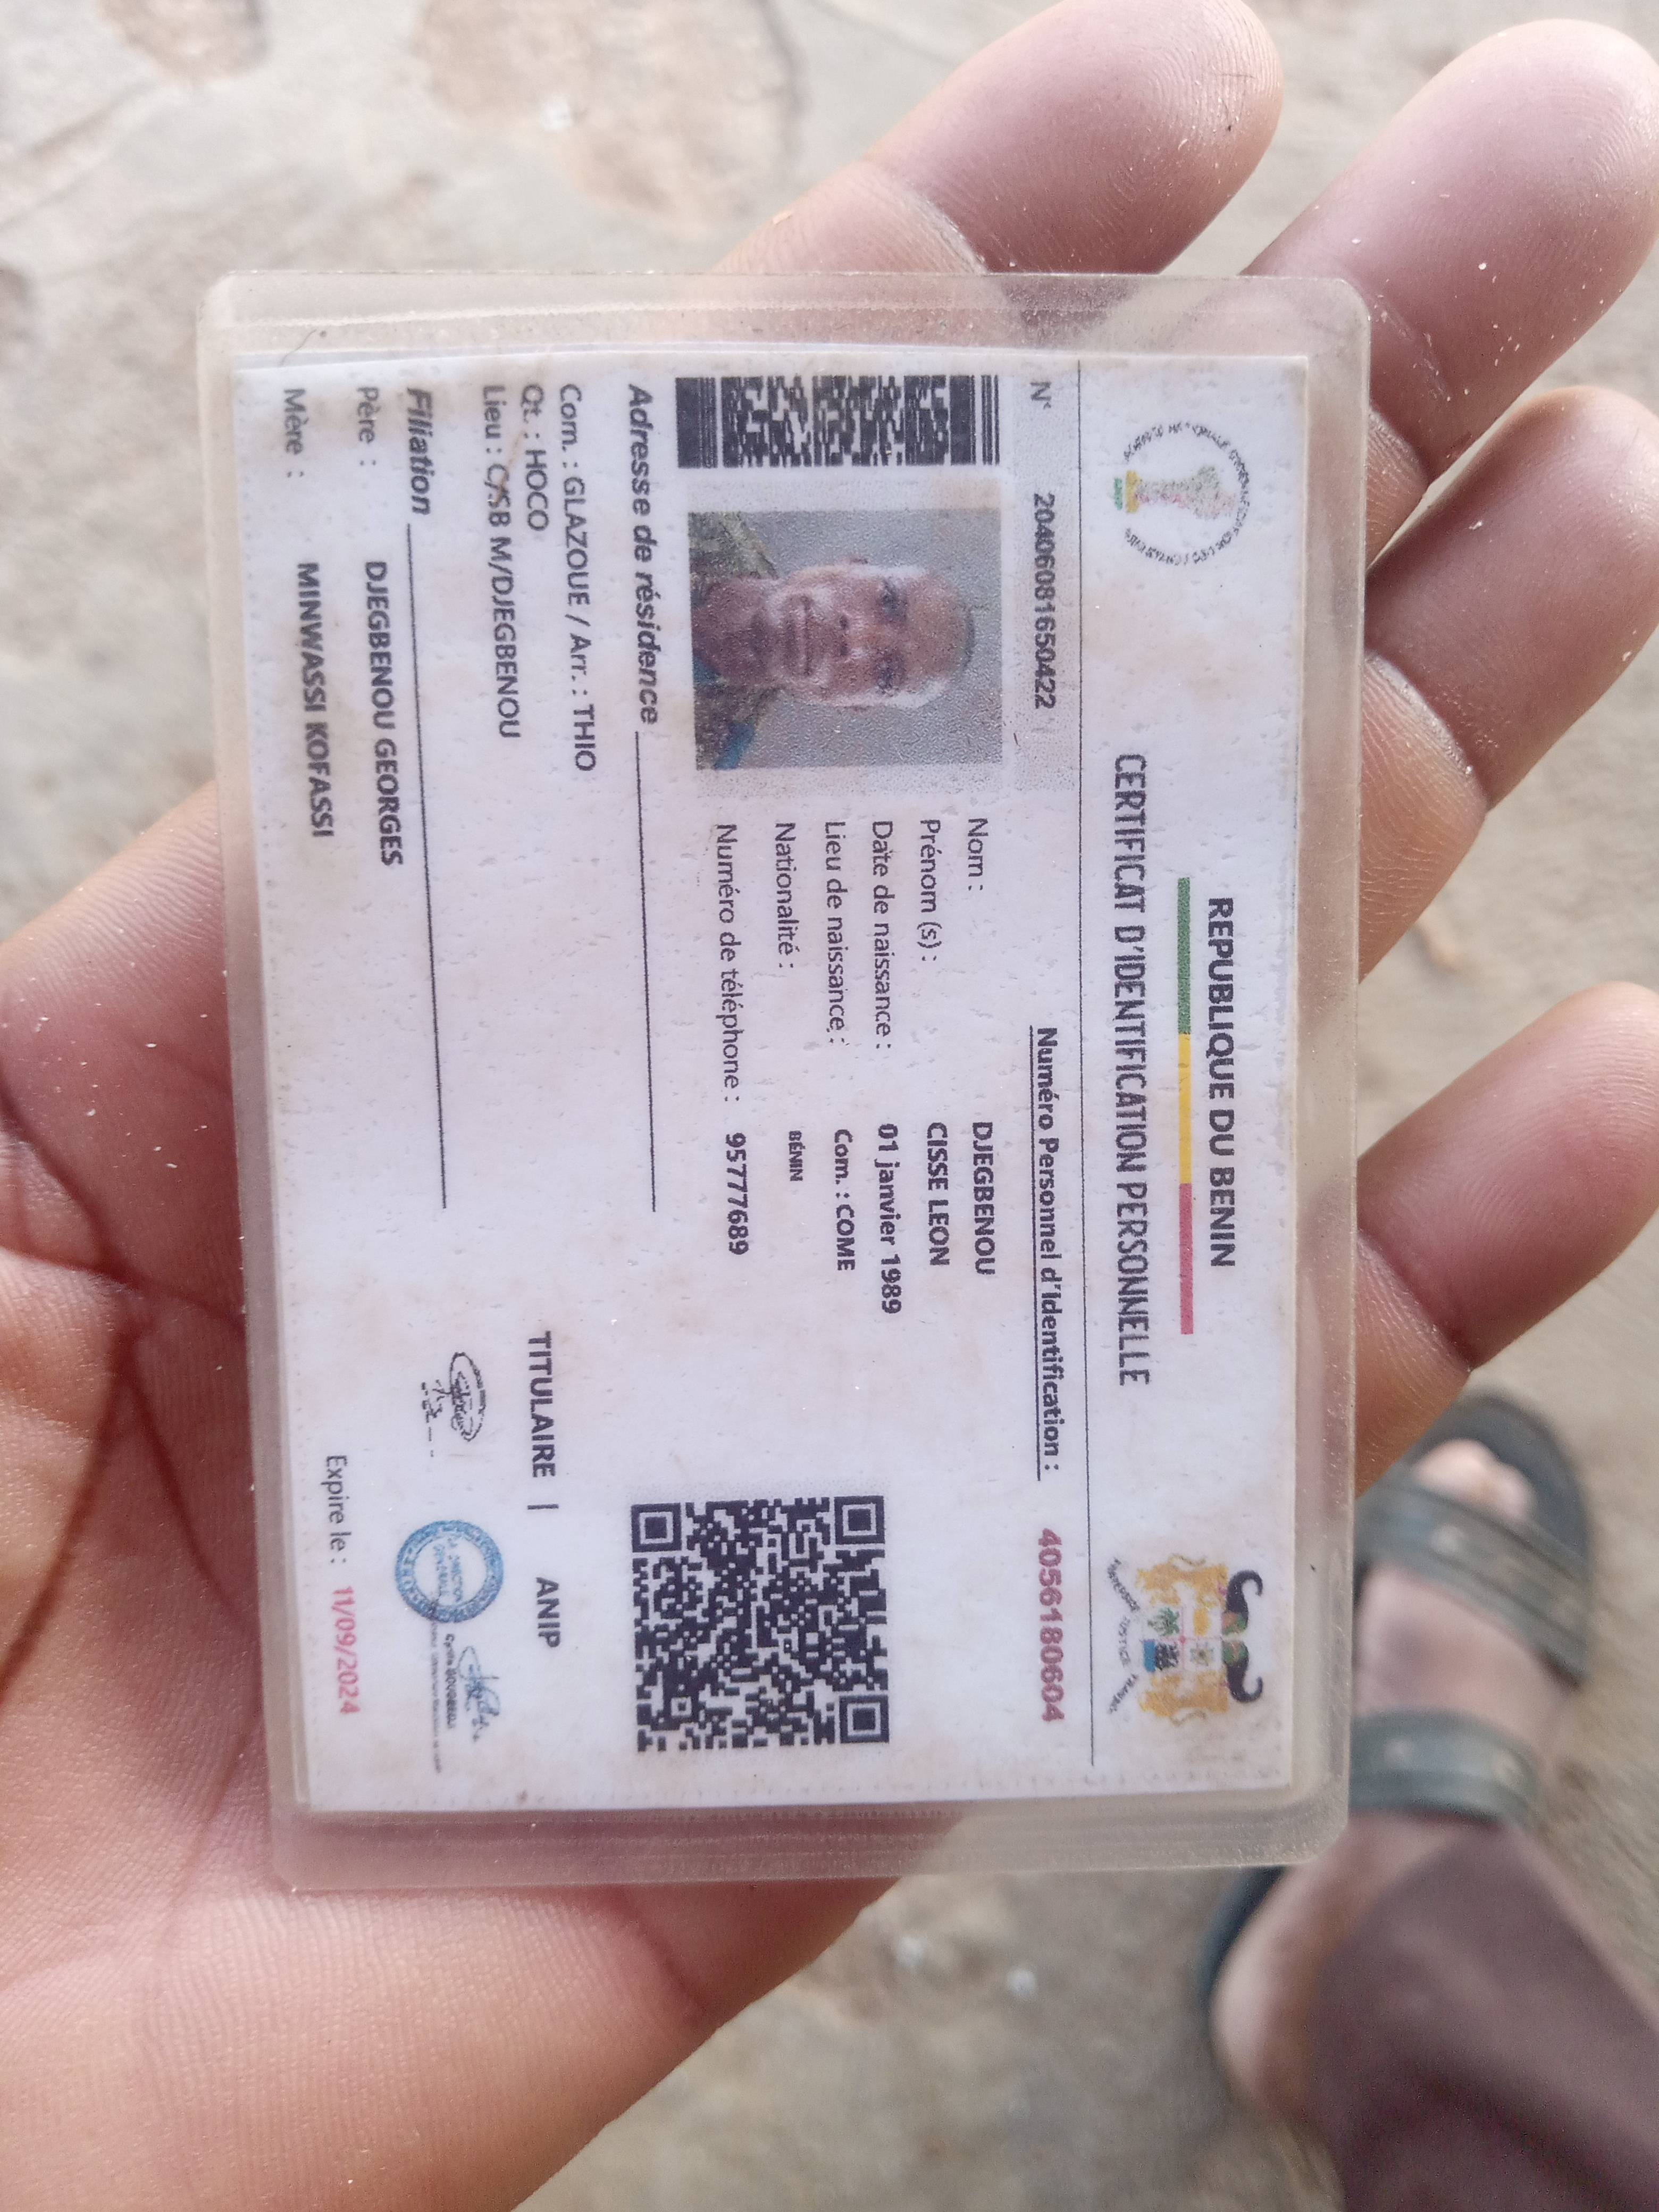 REPUBLIQUE DU BENIN
CERTIFICAT D'IDENTIFICATION PERSONNELLE
N° 2040608165042​2 Numéro Personnel d'Identification : 4056180604
Nom : DJEGBENOU
Prénom (s) : CISSE LEON
Date de naissance : 01 janvier 1989
Lieu de naissance : Com. : COME
Nationalité : BÉNIN
Numéro de téléphone : 95777689
Adresse de résidence
Com. : GLAZOUE / Arr. : THIO
Qt. : HOCO
Lieu : C/SB M/DJEGBENOU
TITULAIRE | ANIP
Filiation
Père : DJEGBENOU GEORGES
Mère : MINWASSI KOFASSI
Expire le : 11/09/2024